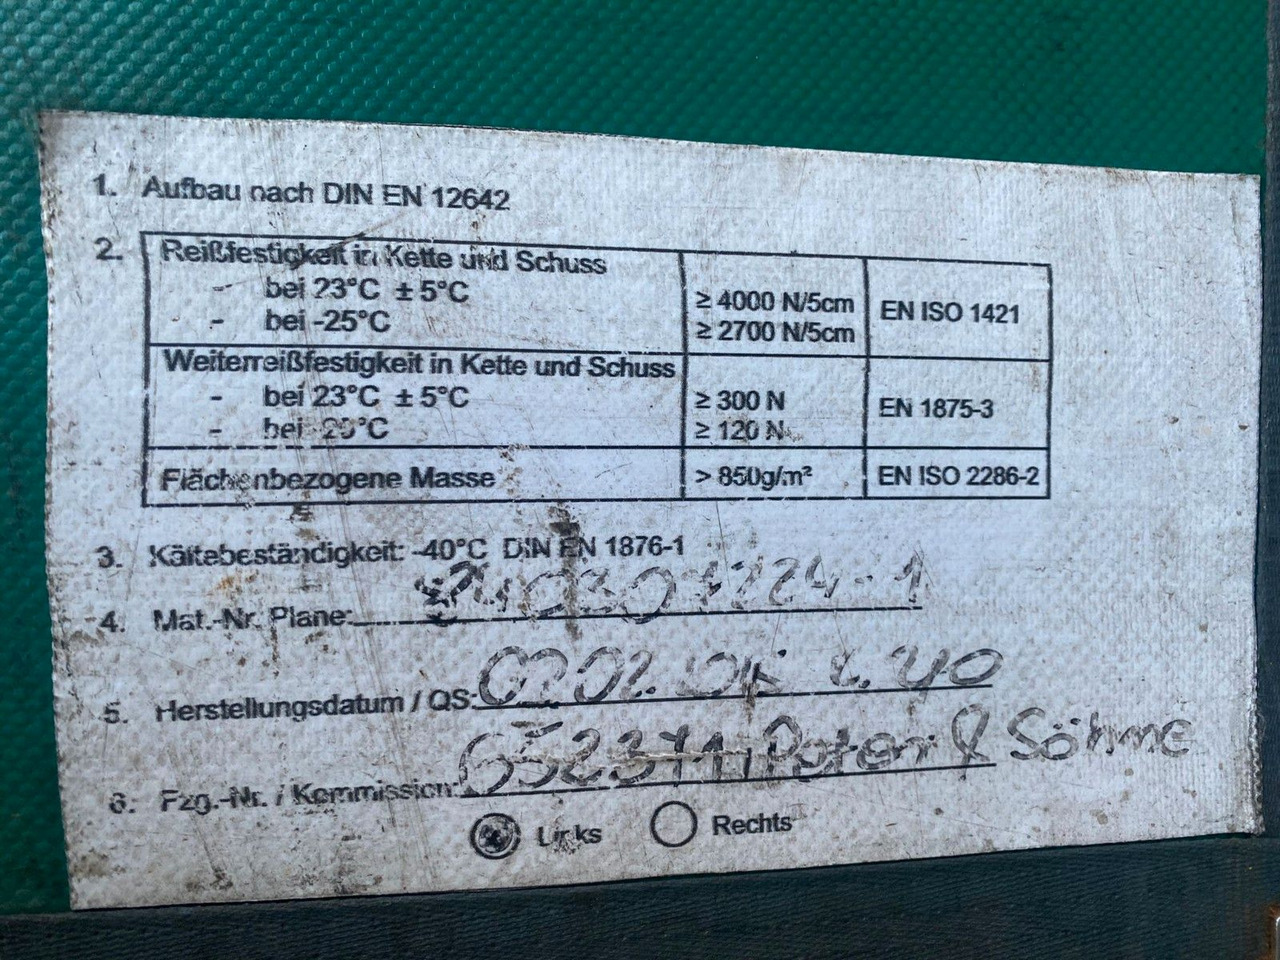 1. Aufbau nach DIN EN 12642
2. Reißfestigkeit in Kette und Schuss
- bei 23°C ± 5°C ≥ 4000 N/5cm EN ISO 1421
- bei -25°C ≥ 2700 N/5cm
Weiterreißfestigkeit in Kette und Schuss
- bei 23°C ± 5°C ≥ 300 N EN 1875-3
- bei ≥ 120 N
Flächenbezogene Masse > 850g/m² EN ISO 2286-2
3. Kältebeständigkeit: -40°C DIN EN 1876-1
4. Mat.-Nr. Plane:
5. Herstellungsdatum / QS:
6. Fzg.-Nr. / Kommission: & Söhne
Links Rechts